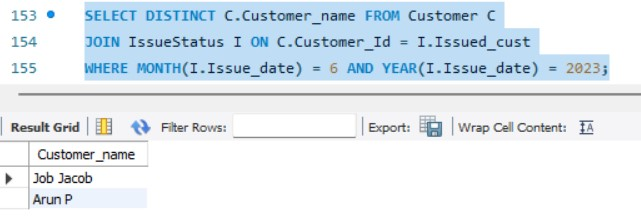 153 SELECT DISTINCT C.Customer_name FROM Customer C
154 JOIN IssueStatus I ON C.Customer_Id = I.Issued_cust
155 WHERE MONTH(I.Issue_date) = 6 AND YEAR(I.Issue_date) = 2023;
Result Grid Filter Rows: Export: Wrap Cell Content: IA
Customer_name
Job Jacob
Arun P